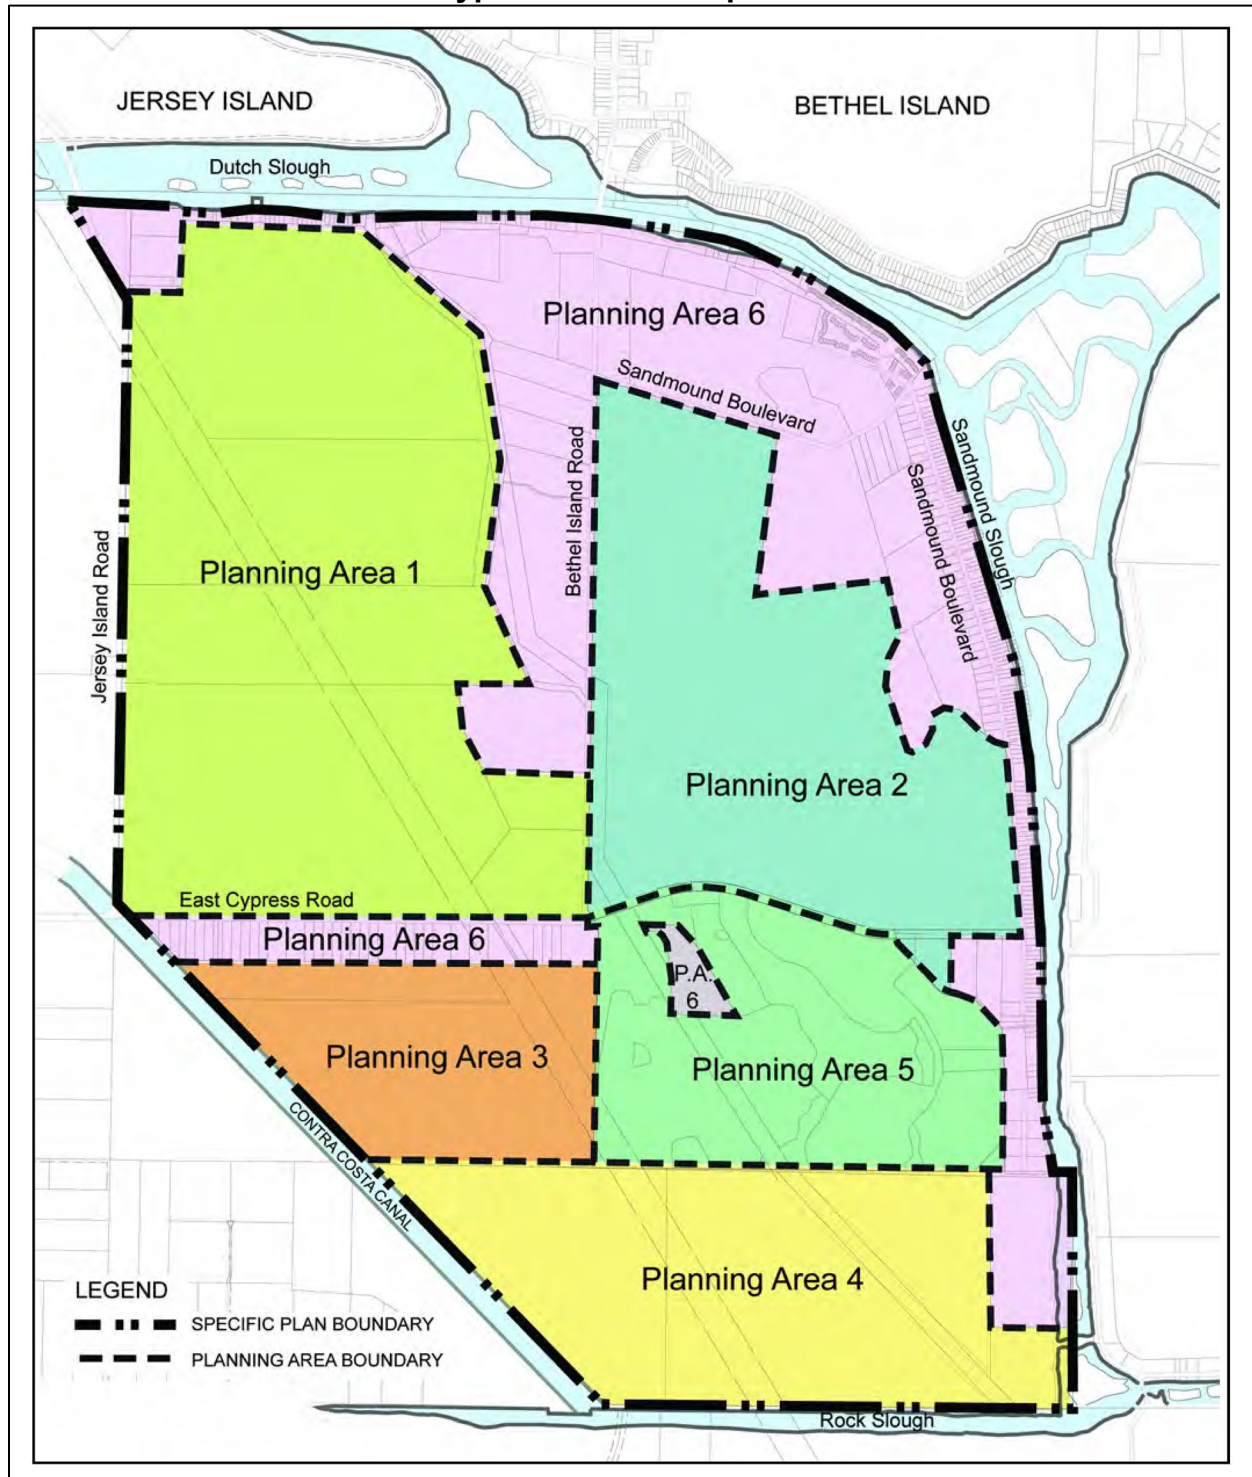 JERSEY ISLAND
BETHEL ISLAND
Dutch Slough
Planning Area 6
Sandmound Boulevard
Sandmound Slough
Bethel Island Road
Sandmound Boulevard
Planning Area 1
Jersey Island Road
Planning Area 2
East Cypress Road
Planning Area 6
P.A.
6
Planning Area 3
Planning Area 5
CONTRA COSTA CANAL
Planning Area 4
LEGEND
SPECIFIC PLAN BOUNDARY
PLANNING AREA BOUNDARY
Rock Slough